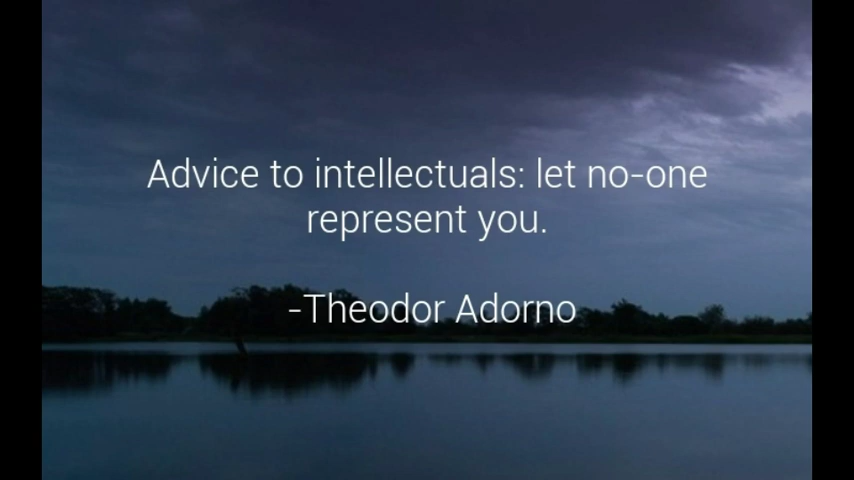 Advice to intellectuals: let no-one
represent you.
-Theodor Adorno